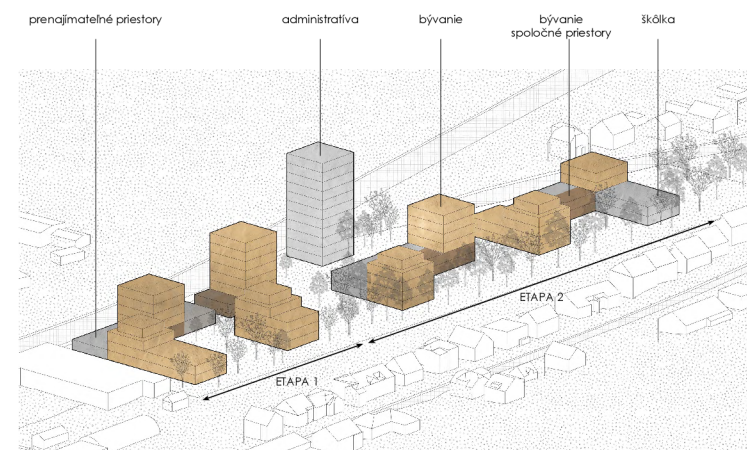 prenajímateľné priestory
administratíva
bývanie
bývanie
spoločné priestory
škôlka
ETAPA 2
ETAPA 1